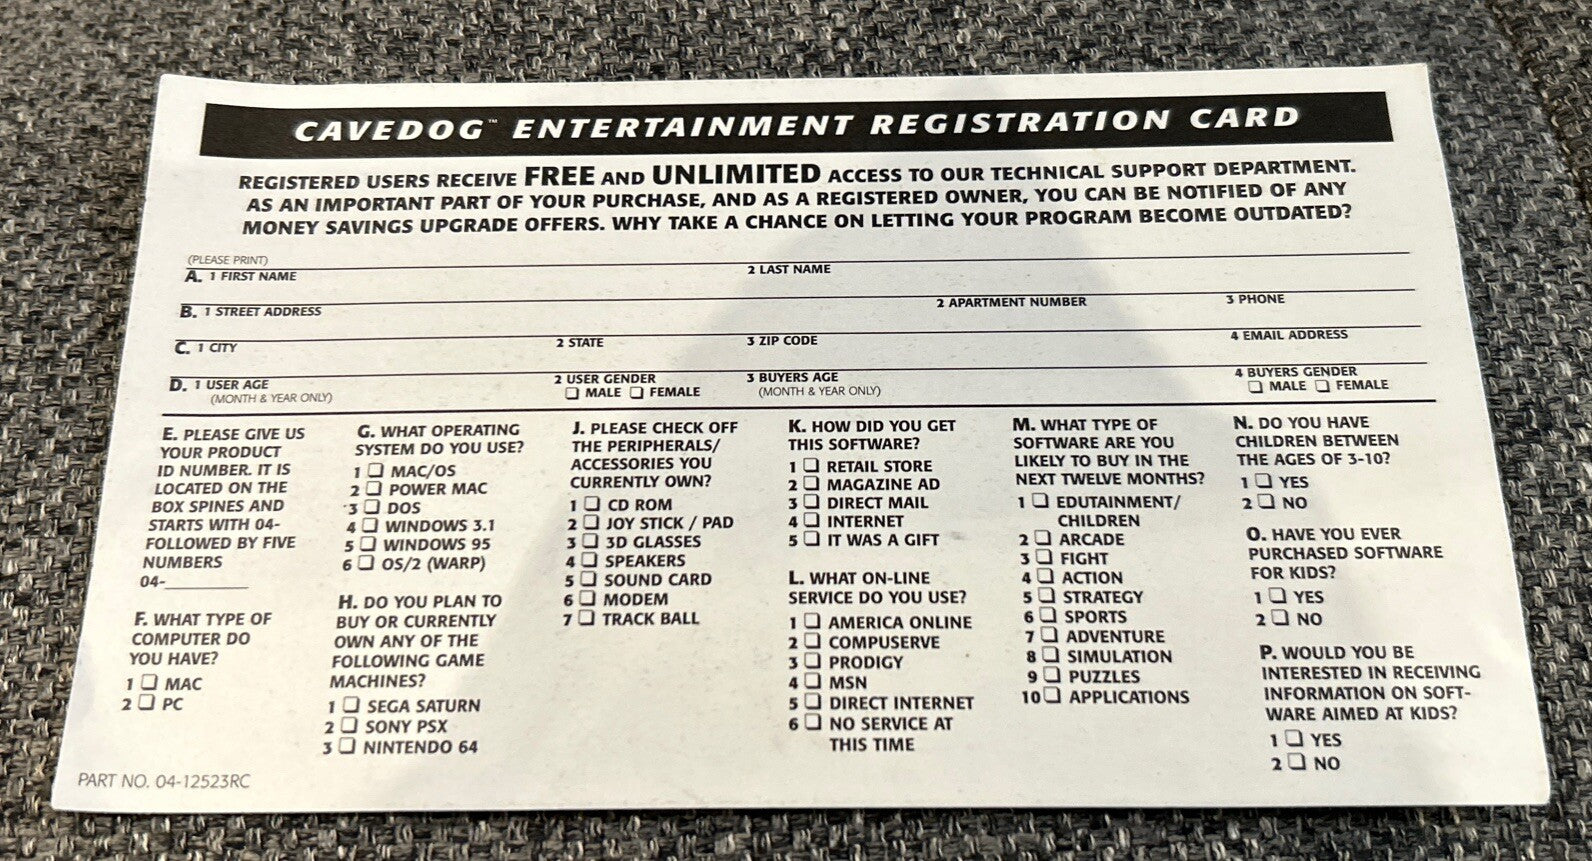 CAVEDOG™ ENTERTAINMENT REGISTRATION CARD
REGISTERED USERS RECEIVE FREE AND UNLIMITED ACCESS TO OUR TECHNICAL SUPPORT DEPARTMENT.
AS AN IMPORTANT PART OF YOUR PURCHASE, AND AS A REGISTERED OWNER, YOU CAN BE NOTIFIED OF ANY
MONEY SAVINGS UPGRADE OFFERS. WHY TAKE A CHANCE ON LETTING YOUR PROGRAM BECOME OUTDATED?
(PLEASE PRINT)
A. 1 FIRST NAME 2 LAST NAME
B. 1 STREET ADDRESS 2 APARTMENT NUMBER 3 PHONE
C. 1 CITY 2 STATE 3 ZIP CODE 4 EMAIL ADDRESS
D. 1 USER AGE 2 USER GENDER 3 BUYERS AGE 4 BUYERS GENDER
(MONTH & YEAR ONLY) ❏ MALE ❏ FEMALE (MONTH & YEAR ONLY) ❏ MALE ❏ FEMALE
E. PLEASE GIVE US
YOUR PRODUCT
ID NUMBER. IT IS
LOCATED ON THE
BOX SPINES AND
STARTS WITH 04-
FOLLOWED BY FIVE
NUMBERS
04-__________
F. WHAT TYPE OF
COMPUTER DO
YOU HAVE?
1 ❏ MAC
2 ❏ PC
G. WHAT OPERATING
SYSTEM DO YOU USE?
1 ❏ MAC/OS
2 ❏ POWER MAC
3 ❏ DOS
4 ❏ WINDOWS 3.1
5 ❏ WINDOWS 95
6 ❏ OS/2 (WARP)
H. DO YOU PLAN TO
BUY OR CURRENTLY
OWN ANY OF THE
FOLLOWING GAME
MACHINES?
1 ❏ SEGA SATURN
2 ❏ SONY PSX
3 ❏ NINTENDO 64
J. PLEASE CHECK OFF
THE PERIPHERALS/
ACCESSORIES YOU
CURRENTLY OWN?
1 ❏ CD ROM
2 ❏ JOY STICK / PAD
3 ❏ 3D GLASSES
4 ❏ SPEAKERS
5 ❏ SOUND CARD
6 ❏ MODEM
7 ❏ TRACK BALL
K. HOW DID YOU GET
THIS SOFTWARE?
1 ❏ RETAIL STORE
2 ❏ MAGAZINE AD
3 ❏ DIRECT MAIL
4 ❏ INTERNET
5 ❏ IT WAS A GIFT
L. WHAT ON-LINE
SERVICE DO YOU USE?
1 ❏ AMERICA ONLINE
2 ❏ COMPUSERVE
3 ❏ PRODIGY
4 ❏ MSN
5 ❏ DIRECT INTERNET
6 ❏ NO SERVICE AT
THIS TIME
M. WHAT TYPE OF
SOFTWARE ARE YOU
LIKELY TO BUY IN THE
NEXT TWELVE MONTHS?
1 ❏ EDUTAINMENT/
CHILDREN
2 ❏ ARCADE
3 ❏ FIGHT
4 ❏ ACTION
5 ❏ STRATEGY
6 ❏ SPORTS
7 ❏ ADVENTURE
8 ❏ SIMULATION
9 ❏ PUZZLES
10 ❏ APPLICATIONS
N. DO YOU HAVE
CHILDREN BETWEEN
THE AGES OF 3-10?
1 ❏ YES
2 ❏ NO
O. HAVE YOU EVER
PURCHASED SOFTWARE
FOR KIDS?
1 ❏ YES
2 ❏ NO
P. WOULD YOU BE
INTERESTED IN RECEIVING
INFORMATION ON SOFT-
WARE AIMED AT KIDS?
1 ❏ YES
2 ❏ NO
PART NO. 04-12523RC